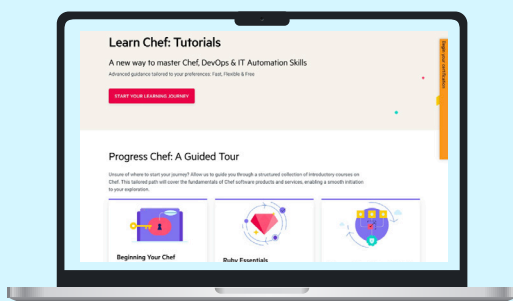 Learn Chef: Tutorials
A new way to master Chef, DevOps & IT Automation Skills
Advanced guidance tailored to your preferences: Fast, Flexible & Free
START YOUR LEARNING JOURNEY
Begin your certification
Progress Chef: A Guided Tour
Unsure of where to start your journey? Allow us to guide you through a structured collection of introductory courses on
Chef. This tailored path will cover the fundamentals of Chef software products and services, enabling a smooth initiation
to your exploration.
Beginning Your Chef
Ruby Essentials